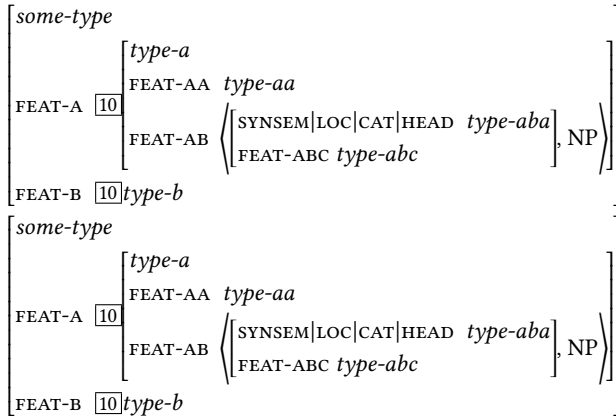 some-type
type-a
FEAT-AA type-aa
FEAT-A 10
SYNSEM|LOC|CAT|HEAD type-aba
FEAT-AB ⟨ , NP⟩
FEAT-ABC type-abc
FEAT-B 10 type-b
some-type
type-a
FEAT-AA type-aa
FEAT-A 10
SYNSEM|LOC|CAT|HEAD type-aba
FEAT-AB ⟨ , NP⟩
FEAT-ABC type-abc
FEAT-B 10 type-b